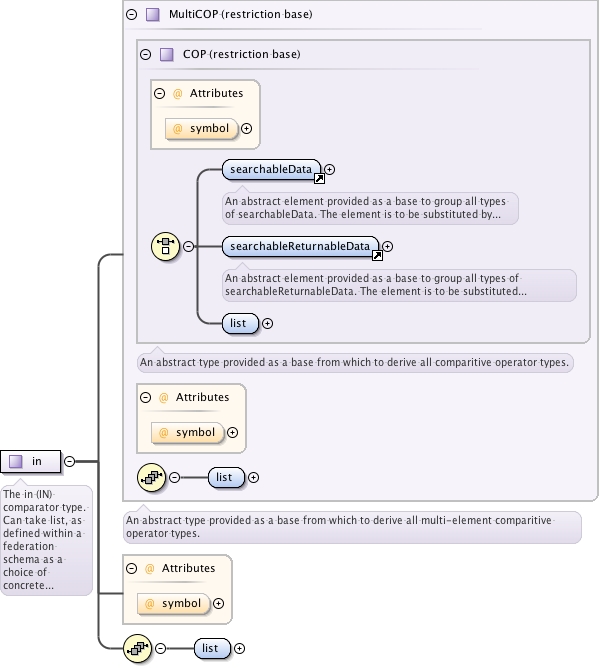 MultiCOP (restriction base)
COP (restriction base)
@ Attributes
@ symbol
searchableData
An abstract element provided as a base to group all types
of searchableData. The element is to be substituted by...
searchableReturnableData
An abstract element provided as a base to group all types of
searchableReturnableData. The element is to be substituted...
list
An abstract type provided as a base from which to derive all comparitive operator types.
@ Attributes
@ symbol
list
in
The in (IN)
comparator type.
Can take list, as
defined within a
federation
schema as a
choice of
concrete...
An abstract type provided as a base from which to derive all multi-element comparitive
operator types.
@ Attributes
@ symbol
list